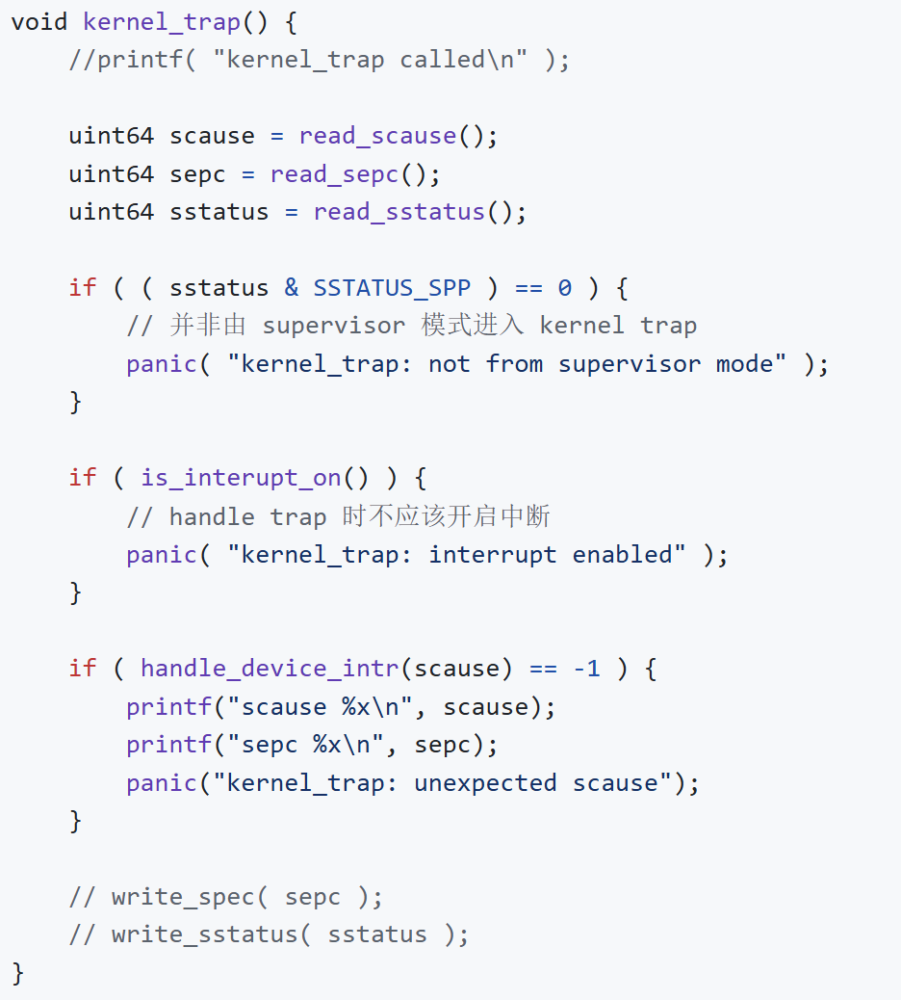 void kernel_trap() {
    //printf( "kernel_trap called\n" );

    uint64 scause = read_scause();
    uint64 sepc = read_sepc();
    uint64 sstatus = read_sstatus();

    if ( ( sstatus & SSTATUS_SPP ) == 0 ) {
        // 并非由 supervisor 模式进入 kernel trap
        panic( "kernel_trap: not from supervisor mode" );
    }

    if ( is_interupt_on() ) {
        // handle trap 时不应该开启中断
        panic( "kernel_trap: interrupt enabled" );
    }

    if ( handle_device_intr(scause) == -1 ) {
        printf("scause %x\n", scause);
        printf("sepc %x\n", sepc);
        panic("kernel_trap: unexpected scause");
    }

    // write_spec( sepc );
    // write_sstatus( sstatus );
}